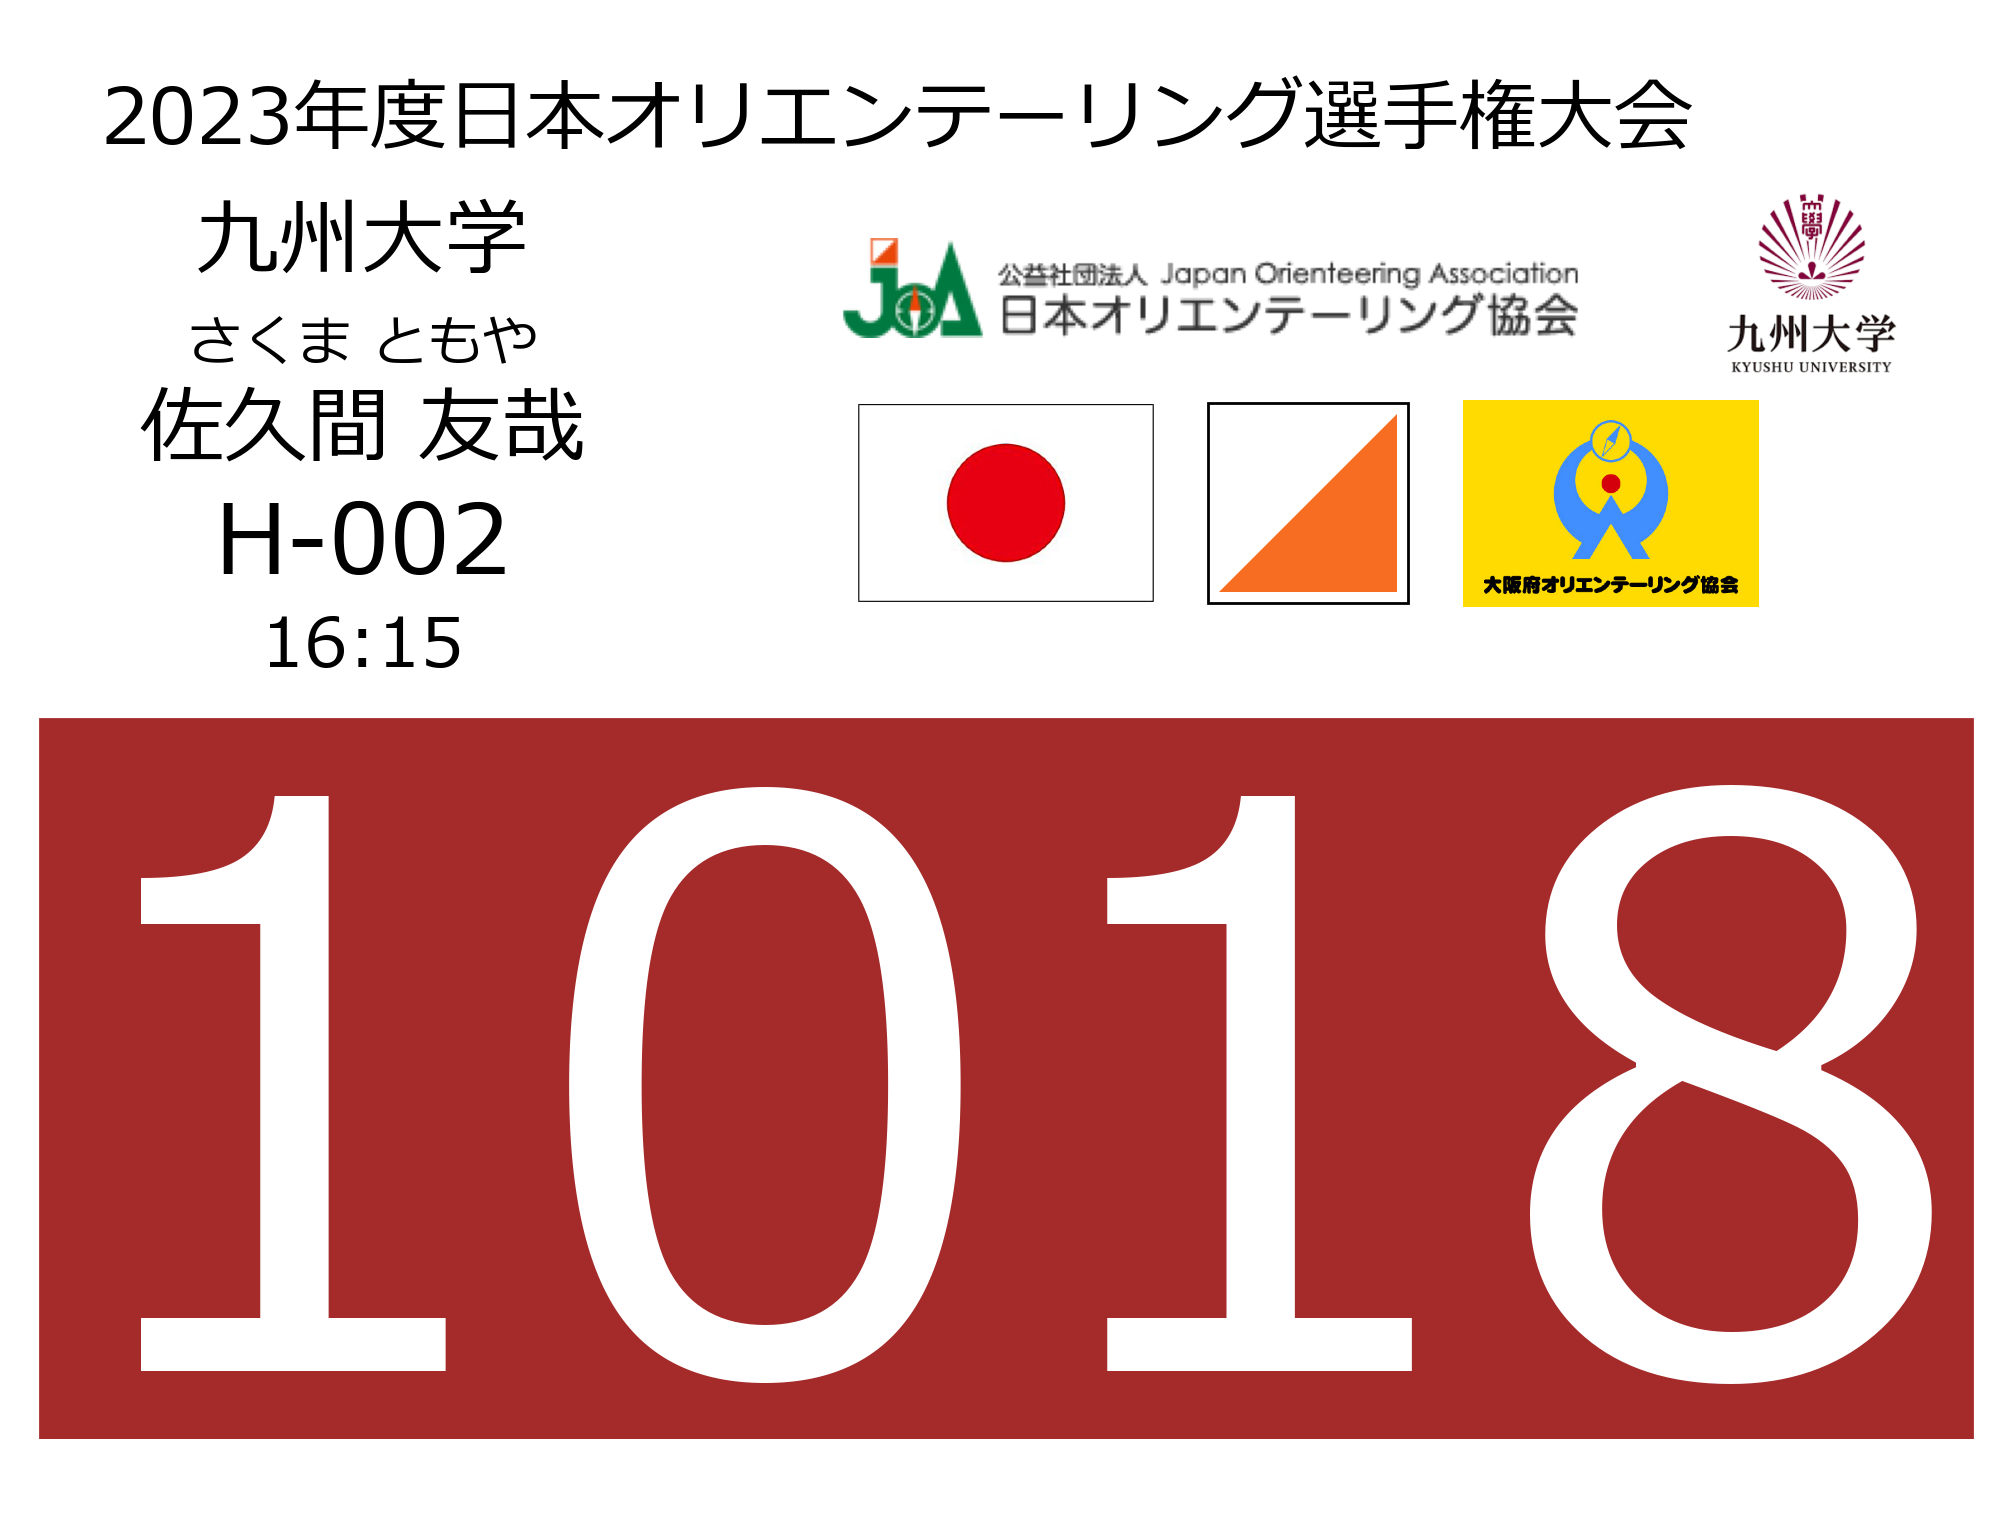 2023年度日本オリエンテーリング選手権大会
九州大学
さくま ともや
佐久間 友哉
H-002
16:15
JOA
公益社団法人 Japan Orienteering Association
日本オリエンテーリング協会
大學
九州大学
KYUSHU UNIVERSITY
大阪府オリエンテーリング協会
1018